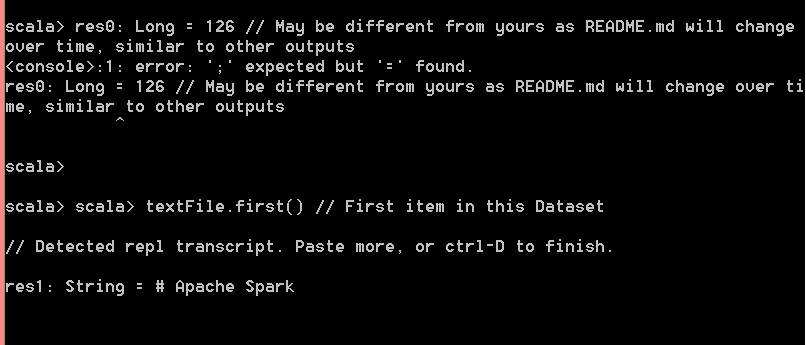 scala> res0: Long = 126 // May be different from yours as README.md will change
over time, similar to other outputs
<console>:1: error: ';' expected but '=' found.
res0: Long = 126 // May be different from yours as README.md will change over ti
me, similar to other outputs
           ^
scala>
scala> scala> textFile.first() // First item in this Dataset
// Detected repl transcript. Paste more, or ctrl-D to finish.
res1: String = # Apache Spark